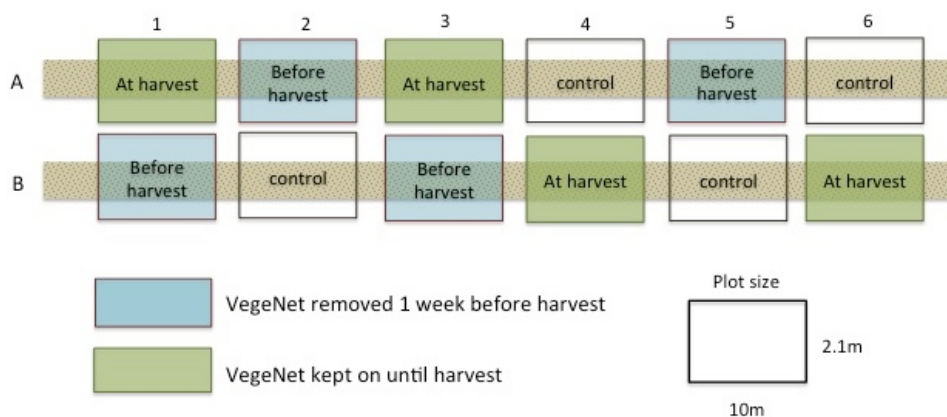 1 2 3 4 5 6
A At harvest Before harvest At harvest control Before harvest control
B Before harvest control Before harvest At harvest control At harvest
VegeNet removed 1 week before harvest
VegeNet kept on until harvest
Plot size
2.1m
10m